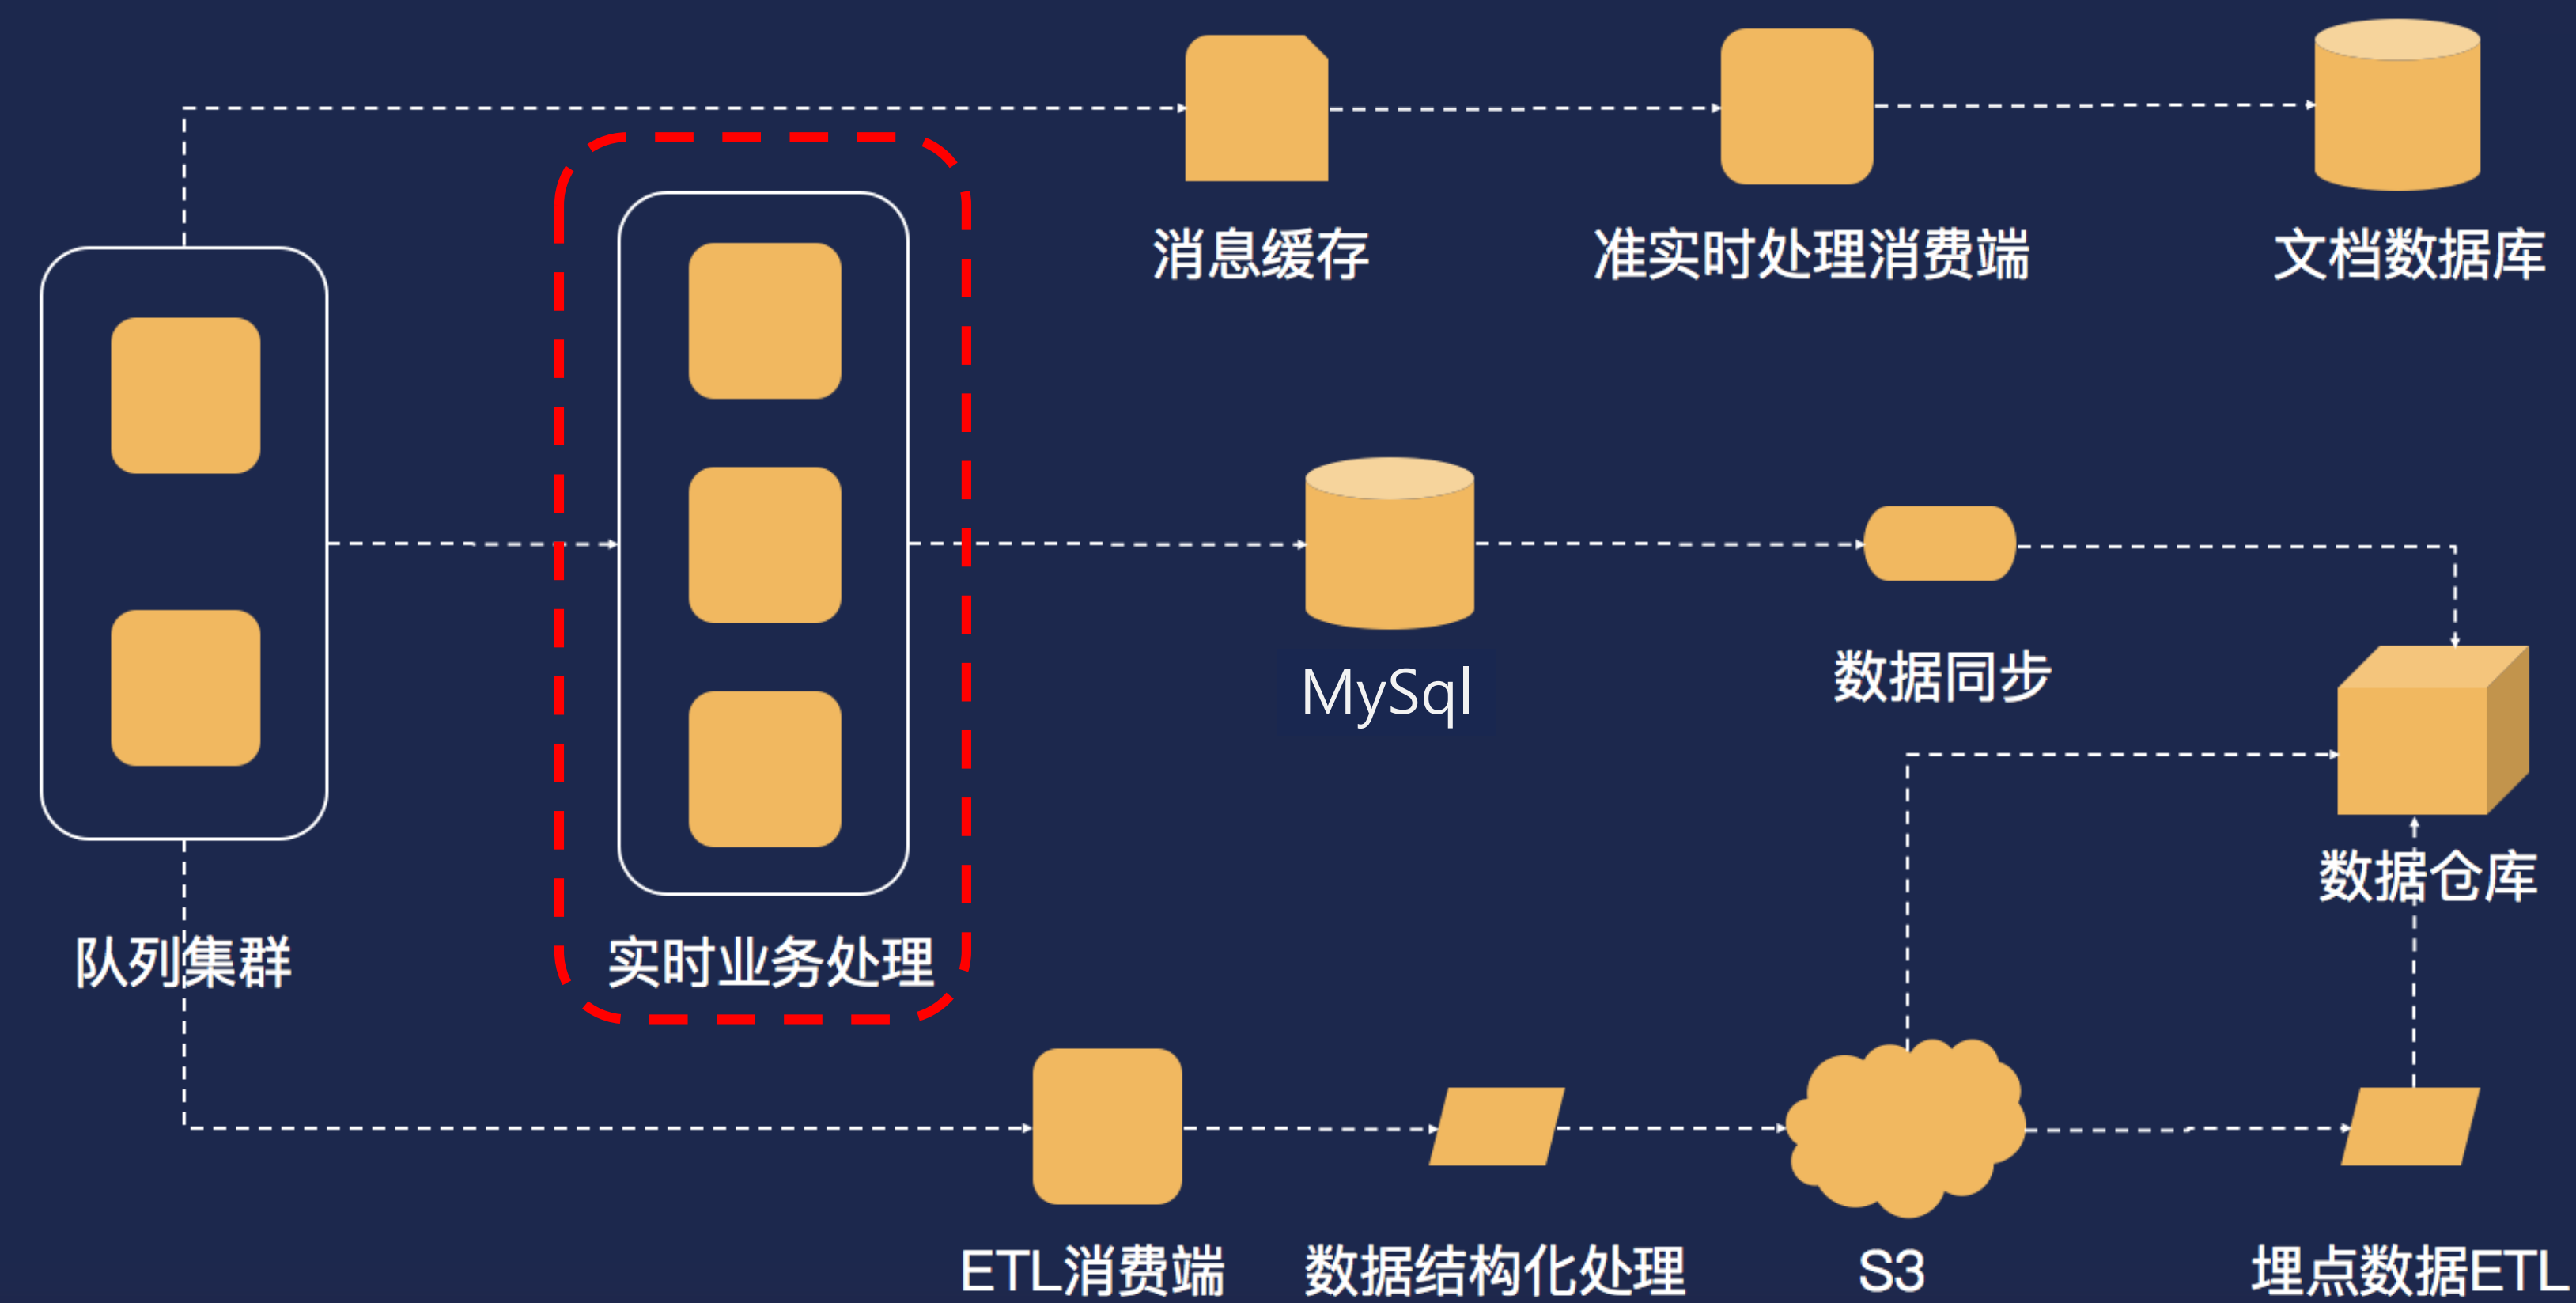 消息缓存
准实时处理消费端
文档数据库
MySql
数据同步
数据仓库
队列集群
实时业务处理
ETL消费端
数据结构化处理
S3
埋点数据ETL